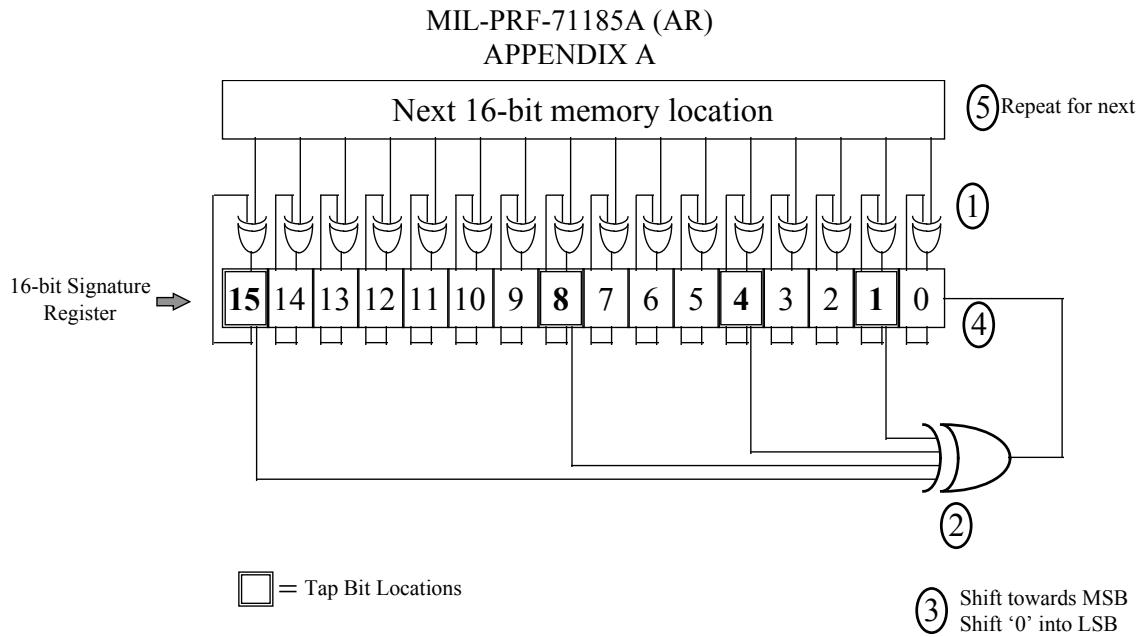 MIL-PRF-71185A (AR)
APPENDIX A
Next 16-bit memory location
5 Repeat for next
1
16-bit Signature
Register
15 14 13 12 11 10 9 8 7 6 5 4 3 2 1 0
4
2
= Tap Bit Locations
3 Shift towards MSB
Shift ‘0’ into LSB